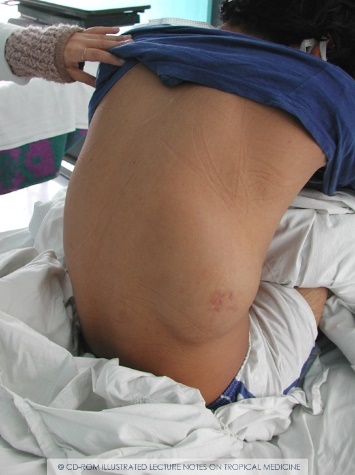 © CD-ROM ILLUSTRATED LECTURE NOTES ON TROPICAL MEDICINE